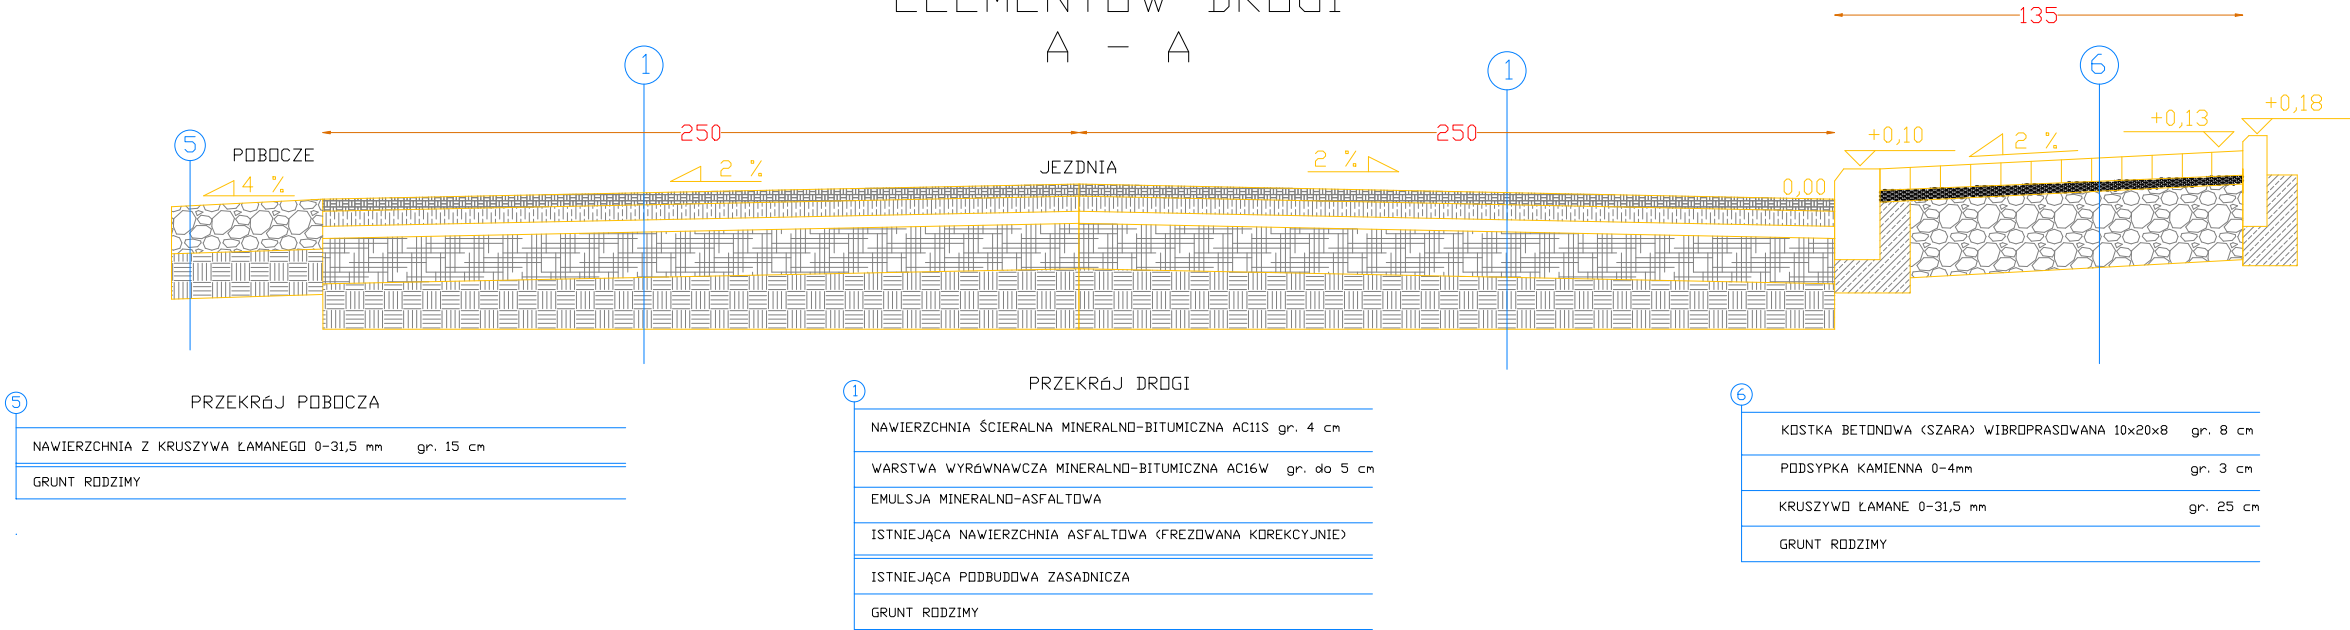 ELEMENTÓW DROGI
A - A
135
1
1
6
+0,18
+0,13
+0,10
250
250
5
POBOCZE
JEZDNIA
2 %
2 %
2 %
4 %
0,00
5
PRZEKRóJ POBOCZA
NAWIERZCHNIA Z KRUSZYWA ŁAMANEGO 0-31,5 mm gr. 15 cm
GRUNT RODZIMY
1
PRZEKRóJ DROGI
NAWIERZCHNIA ŚCIERALNA MINERALNO-BITUMICZNA AC11S gr. 4 cm
WARSTWA WYRóWNAWCZA MINERALNO-BITUMICZNA AC16W gr. do 5 cm
EMULSJA MINERALNO-ASFALTOWA
ISTNIEJĄCA NAWIERZCHNIA ASFALTOWA (FREZOWANA KOREKCYJNIE)
ISTNIEJĄCA PODBUDOWA ZASADNICZA
GRUNT RODZIMY
6
KOSTKA BETONOWA (SZARA) WIBROPRASOWANA 10x20x8 gr. 8 cm
PODSYPKA KAMIENNA 0-4mm gr. 3 cm
KRUSZYWO ŁAMANE 0-31,5 mm gr. 25 cm
GRUNT RODZIMY